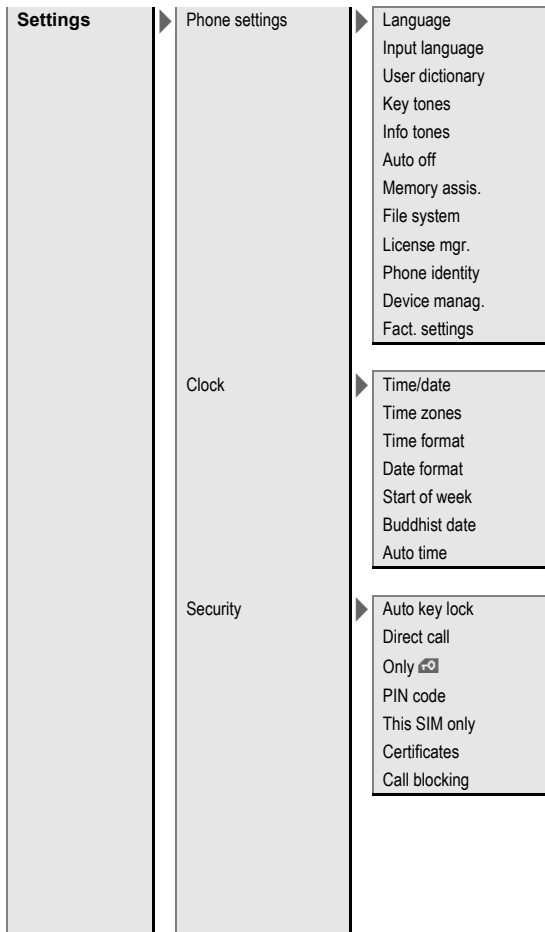 Settings
Phone settings
Language
Input language
User dictionary
Key tones
Info tones
Auto off
Memory assis.
File system
License mgr.
Phone identity
Device manag.
Fact. settings
Clock
Time/date
Time zones
Time format
Date format
Start of week
Buddhist date
Auto time
Security
Auto key lock
Direct call
Only
PIN code
This SIM only
Certificates
Call blocking